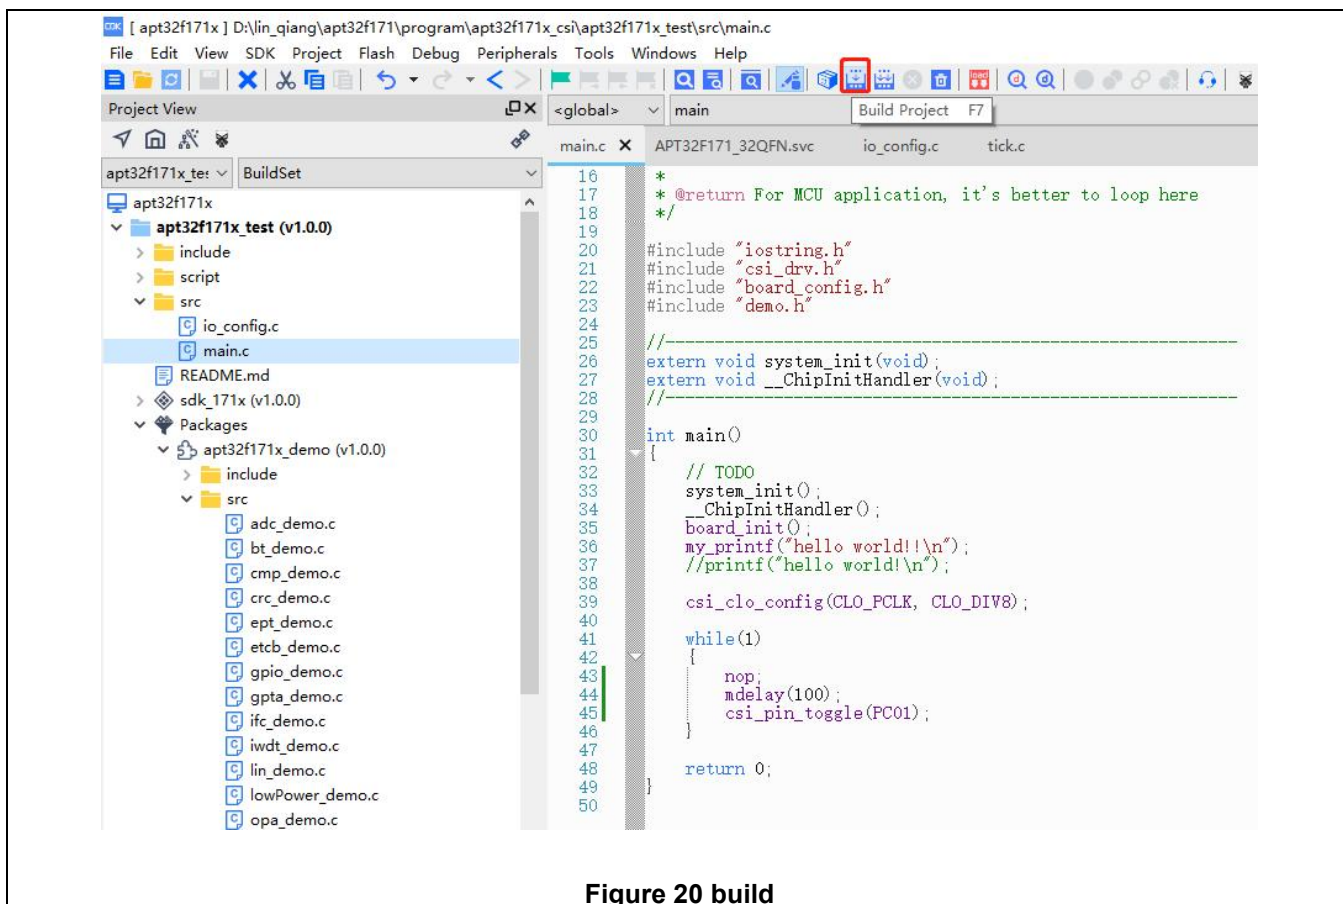 [ apt32f171x ] D:\lin_qiang\apt32f171\program\apt32f171x_csi\apt32f171x_test\src\main.c
File Edit View SDK Project Flash Debug Peripherals Tools Windows Help
Project View
<global> main
Build Project F7
main.c APT32F171_32QFN.svc io_config.c tick.c
apt32f171x_tes BuildSet
apt32f171x
apt32f171x_test (v1.0.0)
include
script
src
io_config.c
main.c
README.md
sdk_171x (v1.0.0)
Packages
apt32f171x_demo (v1.0.0)
include
src
adc_demo.c
bt_demo.c
cmp_demo.c
crc_demo.c
ept_demo.c
etcb_demo.c
gpio_demo.c
gpta_demo.c
ifc_demo.c
iwdt_demo.c
lin_demo.c
lowPower_demo.c
opa_demo.c
16 *
17 * @return For MCU application, it's better to loop here
18 */
19
20 #include "iostring.h"
21 #include "csi_drv.h"
22 #include "board_config.h"
23 #include "demo.h"
24
25 //----------------------------------------------------------
26 extern void system_init(void);
27 extern void __ChipInitHandler(void);
28 //----------------------------------------------------------
29
30 int main()
31 {
32 // TODO
33 system_init();
34 __ChipInitHandler();
35 board_init();
36 my_printf("hello world!!\n");
37 //printf("hello world!\n");
38
39 csi_clo_config(CLO_PCLK, CLO_DIV8);
40
41 while(1)
42 {
43 nop;
44 mdelay(100);
45 csi_pin_toggle(PC01);
46 }
47
48 return 0;
49 }
50
Figure 20 build